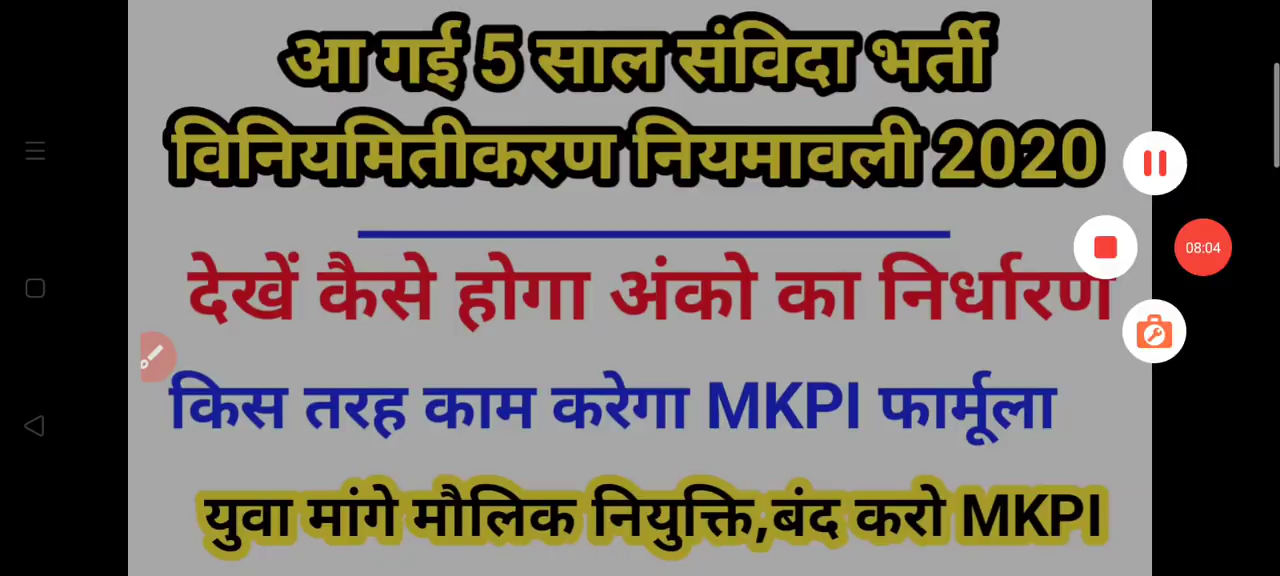 आ गई 5 साल संविदा भर्ती
विनियमितीकरण नियमावली 2020
देखें कैसे होगा अंको का निर्धारण
08:04
किस तरह काम करेगा MKPI फार्मूला
युवा मांगे मौलिक नियुक्ति,बंद करो MKPI